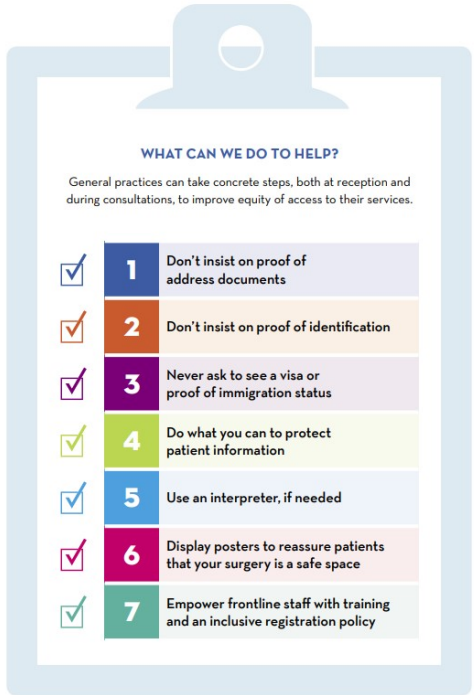 WHAT CAN WE DO TO HELP?
General practices can take concrete steps, both at reception and
during consultations, to improve equity of access to their services.
1
Don't insist on proof of
address documents
2
Don't insist on proof of identification
3
Never ask to see a visa or
proof of immigration status
4
Do what you can to protect
patient information
5
Use an interpreter, if needed
6
Display posters to reassure patients
that your surgery is a safe space
7
Empower frontline staff with training
and an inclusive registration policy